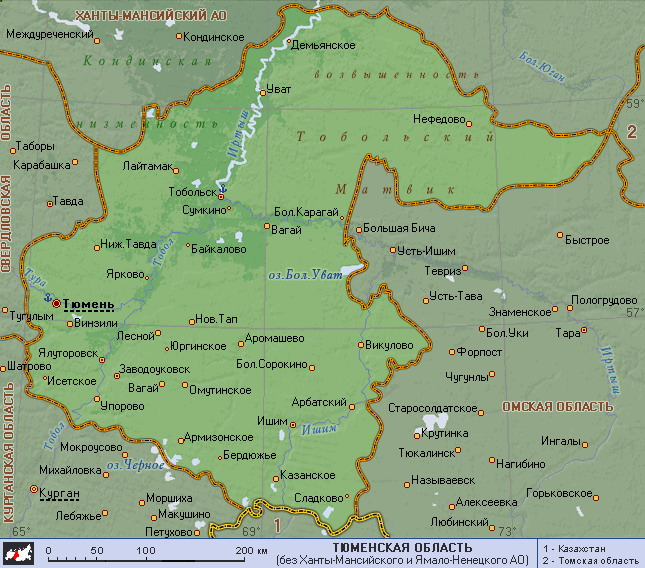 ХАНТЫ-МАНСИЙСКИЙ АО
Междуреченский
Кондинское
Демьянское
Кондинская
возвышенность
Бол.Юган
Уват
59°
низменность
Иртыш
Нефедово
Тобольский
2
Таборы
Карабашка
Лайтамак
Тобольск
Матвик
СВЕРДЛОВСКАЯ ОБЛАСТЬ
Тавда
Сумкино
Бол.Карагай
Вагай
Большая Бича
Быстрое
Ниж.Тавда
Тобол
Байкалово
Усть-Ишим
Тура
Ярково
оз.Бол.Уват
Тевриз
Тюмень
Усть-Тава
Пологрудово
Тугулым
Винзили
Нов.Тап
Знаменское
57°
Лесной
Юргинское
Аромашево
Викулово
Бол.Уки
Тара
Ялуторовск
Форпост
Шатрово
Заводоуковск
Бол.Сорокино
Иртыш
Исетское
Вагай
Омутинское
Чугунлы
Упорово
Арбатский
Старосолдатское
ОМСКАЯ ОБЛАСТЬ
КУРГАНСКАЯ ОБЛАСТЬ
Тобол
Ишим
Ишим
Крутинка
Мокроусово
Армизонское
Ингалы
Михайловка
оз.Черное
Бердюжье
Тюкалинск
Нагибино
Курган
Казанское
Называевск
Горьковское
Моршиха
Сладково
Алексеевка
Лебяжье
Макушино
Любинский
65°
Петухово
69°
1
73°
0 50 100 200 км
ТЮМЕНСКАЯ ОБЛАСТЬ
(без Ханты-Мансийского и Ямало-Ненецкого АО)
1 - Казахстан
2 - Томская область